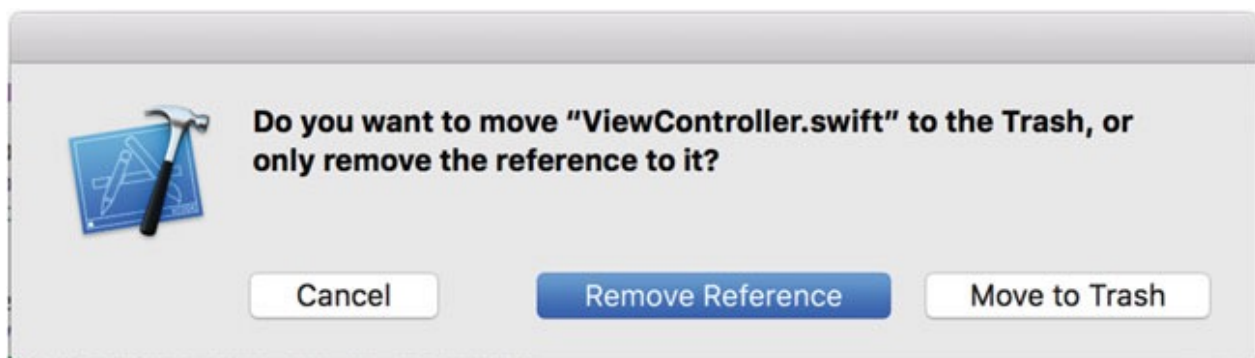 Do you want to move “ViewController.swift” to the Trash, or
only remove the reference to it?
Cancel Remove Reference Move to Trash